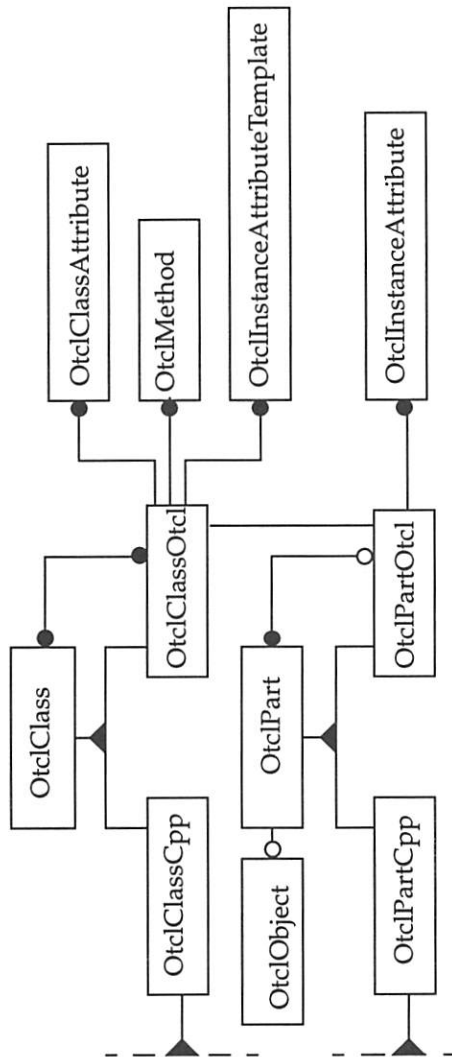 OtclClass
OtclClassAttribute
OtclClassCpp
OtclClassOtcl
OtclMethod
OtclInstanceAttributeTemplate
OtclObject
OtclPart
OtclPartCpp
OtclPartOtcl
OtclInstanceAttribute